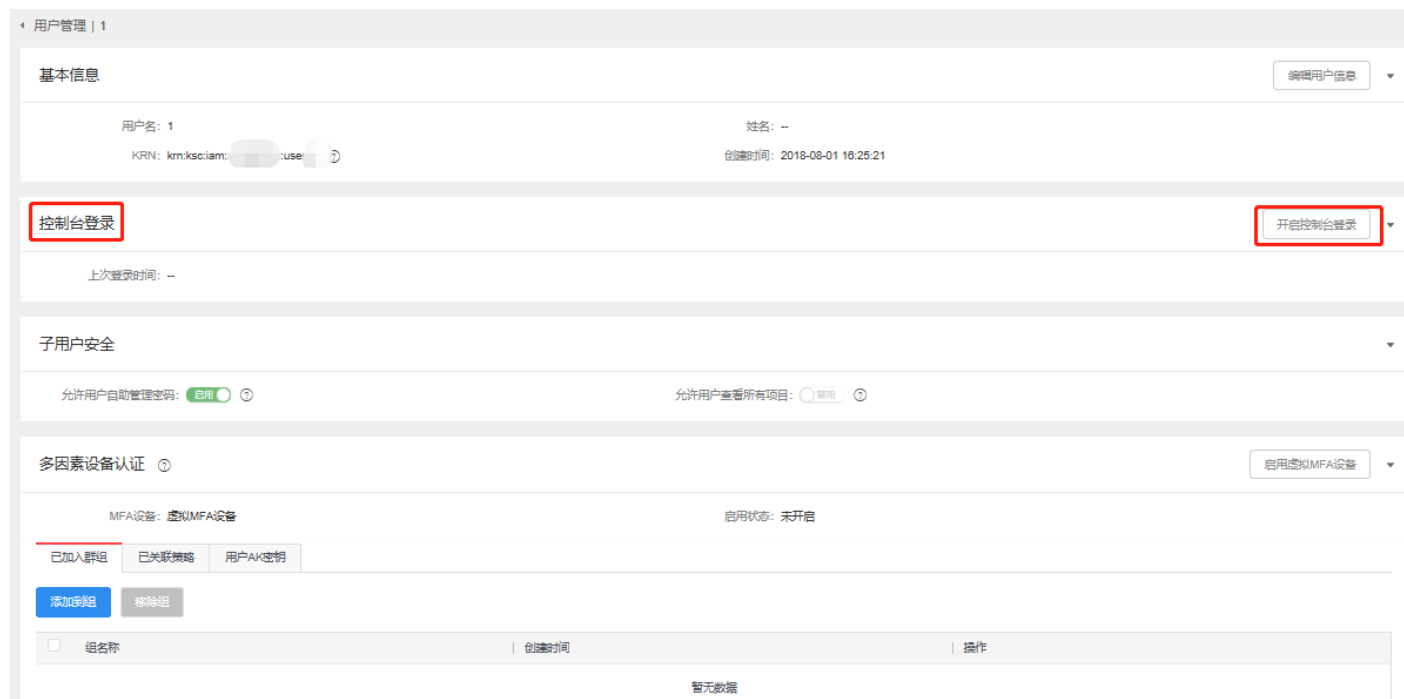 用户管理 | 1
基本信息 编辑用户信息
用户名: 1 姓名: --
KRN: krn:ksc:iam: :use 创建时间: 2018-08-01 16:25:21
控制台登录 开启控制台登录
上次登录时间: --
子用户安全
允许用户自助管理密码: 启用 ? 允许用户查看所有项目: 禁用 ?
多因素设备认证 ? 启用虚拟MFA设备
MFA设备: 虚拟MFA设备 启用状态: 未开启
已加入群组 已关联策略 用户AK密钥
添加到组 移除组
组名称 创建时间 操作
暂无数据